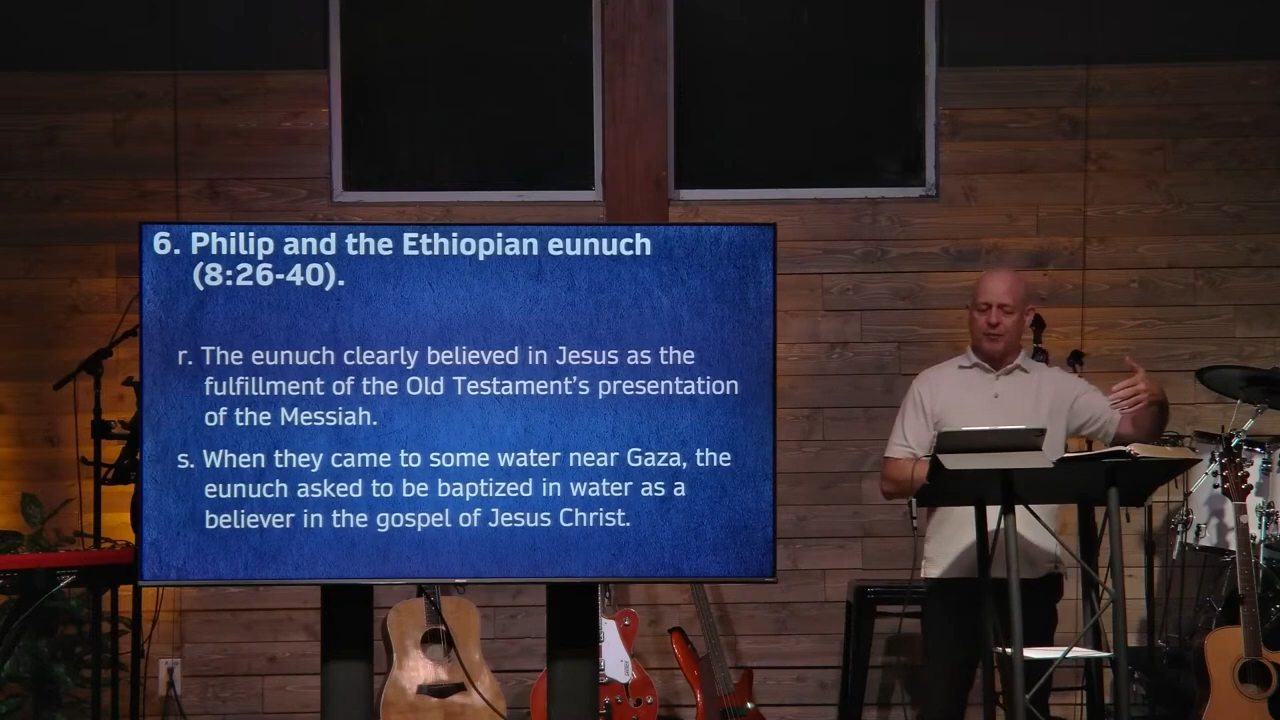 6. Philip and the Ethiopian eunuch
(8:26-40).
r. The eunuch clearly believed in Jesus as the
fulfillment of the Old Testament’s presentation
of the Messiah.
s. When they came to some water near Gaza, the
eunuch asked to be baptized in water as a
believer in the gospel of Jesus Christ.